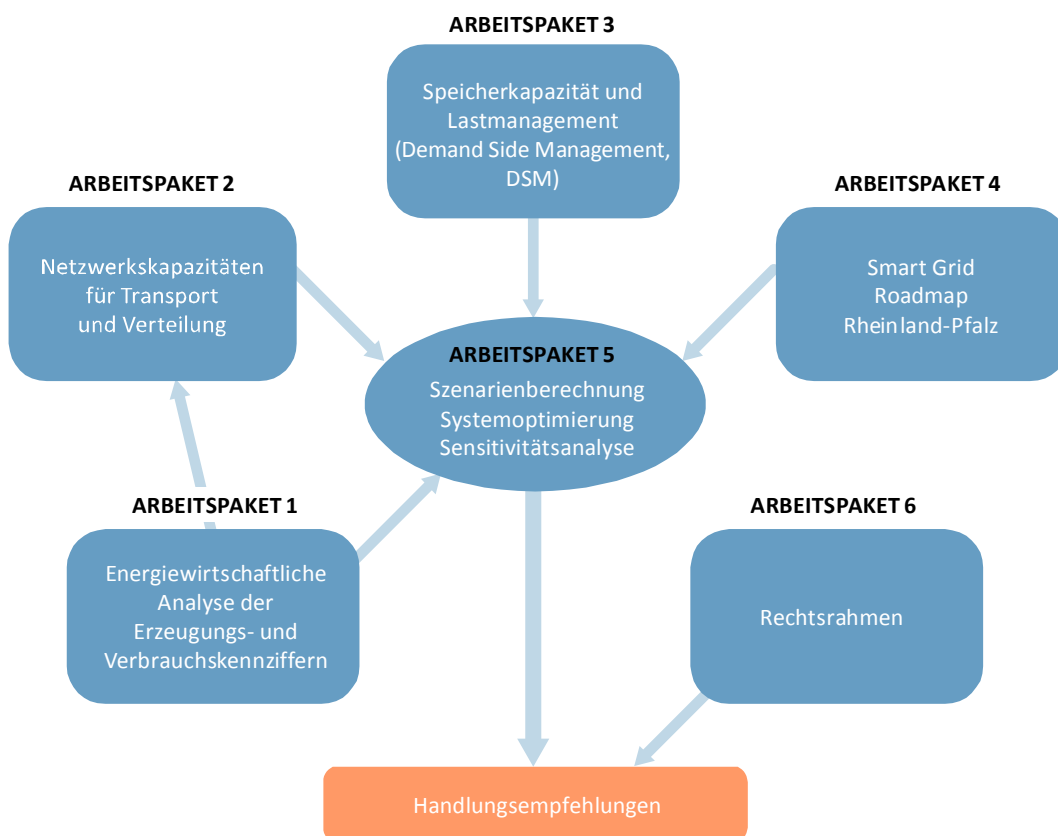 ARBEITSPAKET 3
Speicherkapazität und
Lastmanagement
(Demand Side Management,
DSM)
ARBEITSPAKET 2
Netzwerkskapazitäten
für Transport
und Verteilung
ARBEITSPAKET 4
Smart Grid
Roadmap
Rheinland-Pfalz
ARBEITSPAKET 5
Szenarienberechnung
Systemoptimierung
Sensitivitätsanalyse
ARBEITSPAKET 1
Energiewirtschaftliche
Analyse der
Erzeugungs- und
Verbrauchskennziffern
ARBEITSPAKET 6
Rechtsrahmen
Handlungsempfehlungen